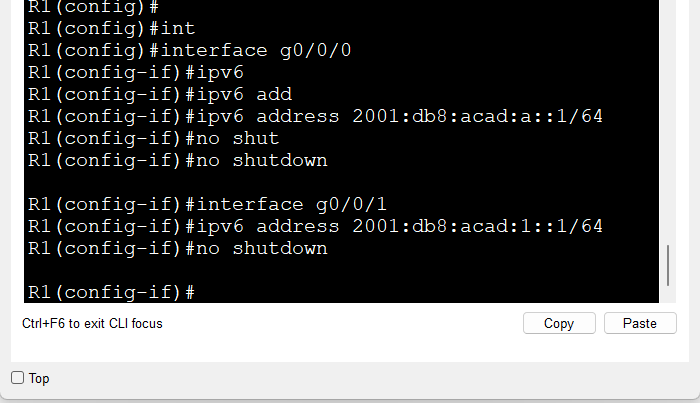 R1(config)#
R1(config)#int
R1(config)#interface g0/0/0
R1(config-if)#ipv6
R1(config-if)#ipv6 add
R1(config-if)#ipv6 address 2001:db8:acad:a::1/64
R1(config-if)#no shut
R1(config-if)#no shutdown
R1(config-if)#interface g0/0/1
R1(config-if)#ipv6 address 2001:db8:acad:1::1/64
R1(config-if)#no shutdown
R1(config-if)#
Ctrl+F6 to exit CLI focus
Copy
Paste
Top